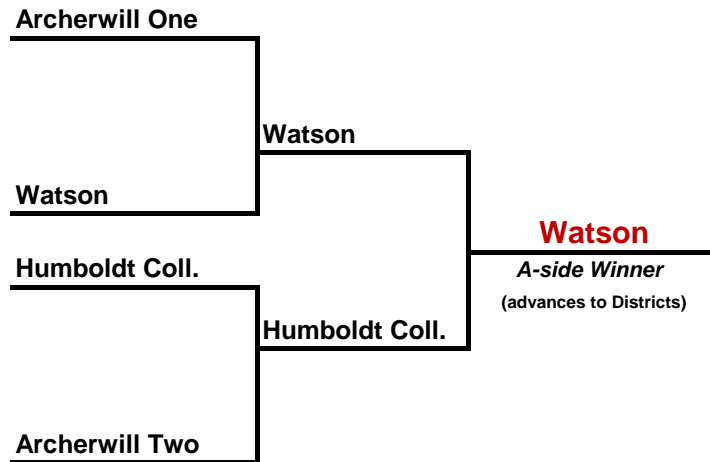 Archerwill One
Watson
Watson
Watson
A-side Winner
(advances to Districts)
Humboldt Coll.
Humboldt Coll.
Archerwill Two